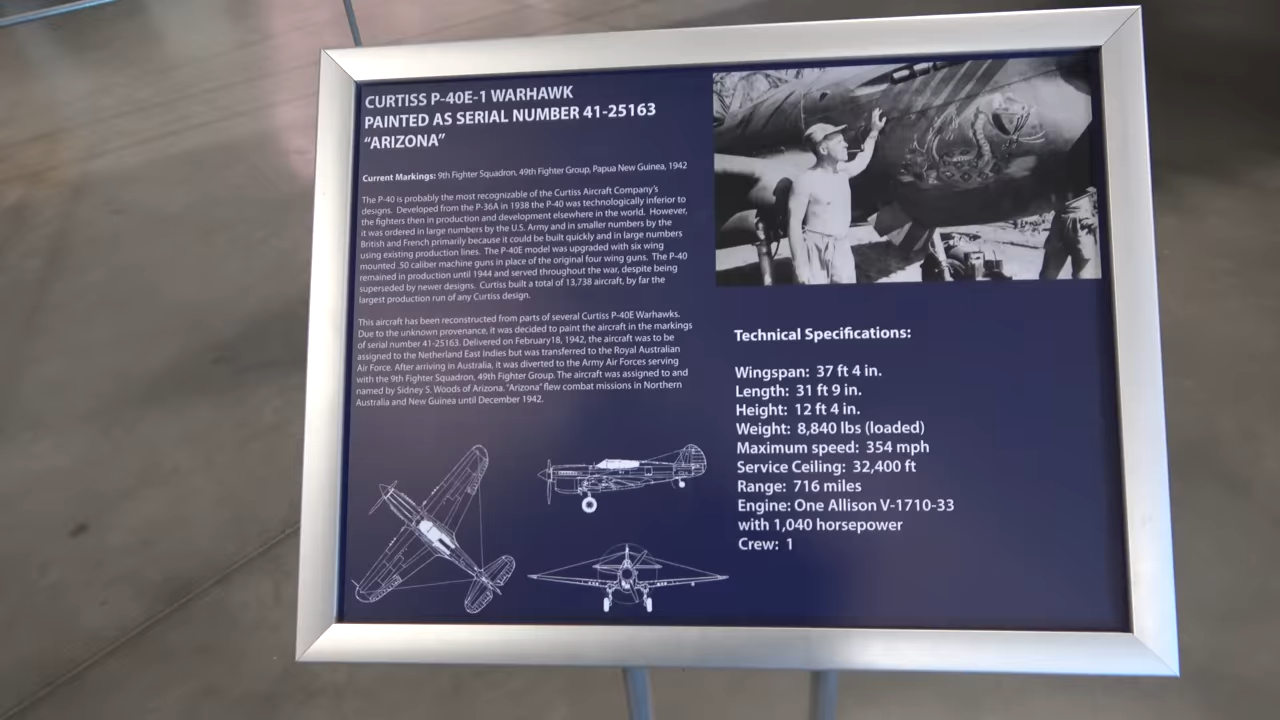 CURTISS P-40E-1 WARHAWK
PAINTED AS SERIAL NUMBER 41-25163
“ARIZONA”
Current Markings: 9th Fighter Squadron, 49th Fighter Group, Papua New Guinea, 1942
The P-40 is probably the most recognizable of the Curtiss Aircraft Company's
designs. Developed from the P-36A in 1938 the P-40 was technologically inferior to
the fighters then in production and development elsewhere in the world. However,
it was ordered in large numbers by the U.S. Army and in smaller numbers by the
British and French primarily because it could be built quickly and in large numbers
using existing production lines. The P-40E model was upgraded with six wing
mounted .50 caliber machine guns in place of the original four wing guns. The P-40
remained in production until 1944 and served throughout the war, despite being
superseded by newer designs. Curtiss built a total of 13,738 aircraft, by far the
largest production run of any Curtiss design.
This aircraft has been reconstructed from parts of several Curtiss P-40E Warhawks.
Due to the unknown provenance, it was decided to paint the aircraft in the markings
of serial number 41-25163. Delivered on February18, 1942, the aircraft was to be
assigned to the Netherland East Indies but was transferred to the Royal Australian
Air Force. After arriving in Australia, it was diverted to the Army Air Forces serving
with the 9th Fighter Squadron, 49th Fighter Group. The aircraft was assigned to and
named by Sidney S. Woods of Arizona. “Arizona” flew combat missions in Northern
Australia and New Guinea until December 1942.
Technical Specifications:
Wingspan: 37 ft 4 in.
Length: 31 ft 9 in.
Height: 12 ft 4 in.
Weight: 8,840 lbs (loaded)
Maximum speed: 354 mph
Service Ceiling: 32,400 ft
Range: 716 miles
Engine: One Allison V-1710-33
with 1,040 horsepower
Crew: 1